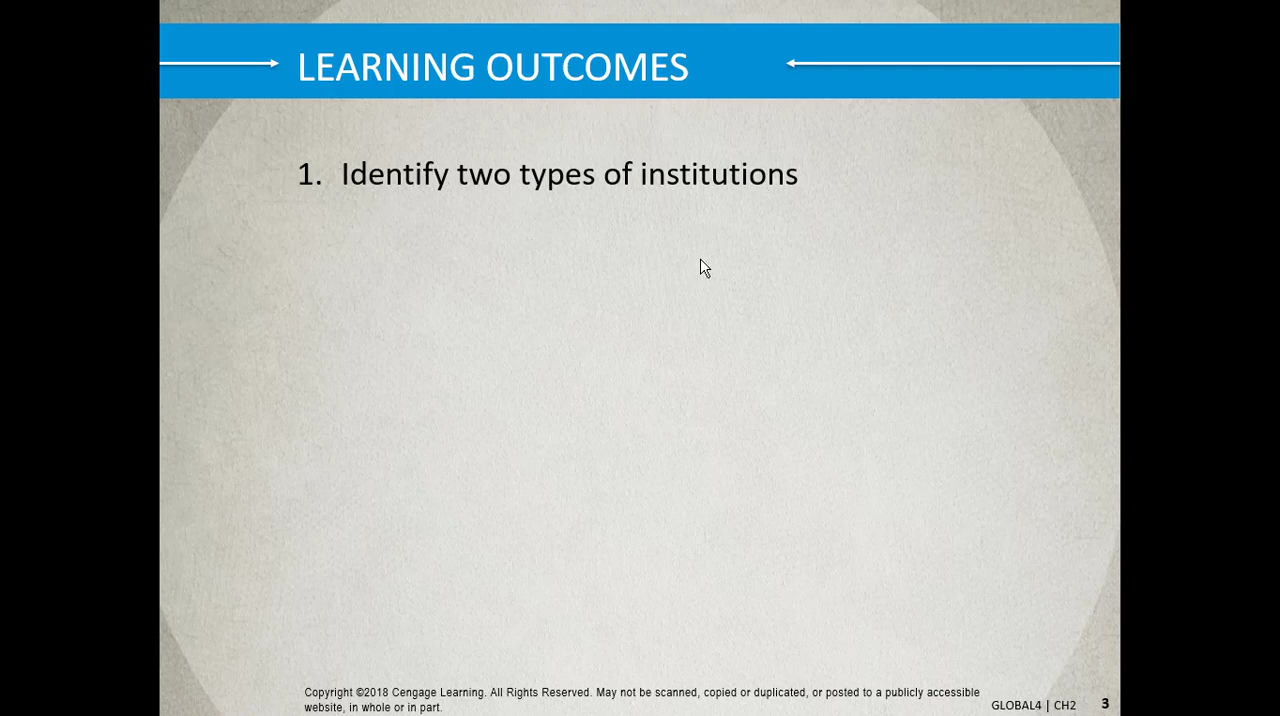 LEARNING OUTCOMES
1. Identify two types of institutions
Copyright ©2018 Cengage Learning. All Rights Reserved. May not be scanned, copied or duplicated, or posted to a publicly accessible
website, in whole or in part.
GLOBAL4 | CH2 3